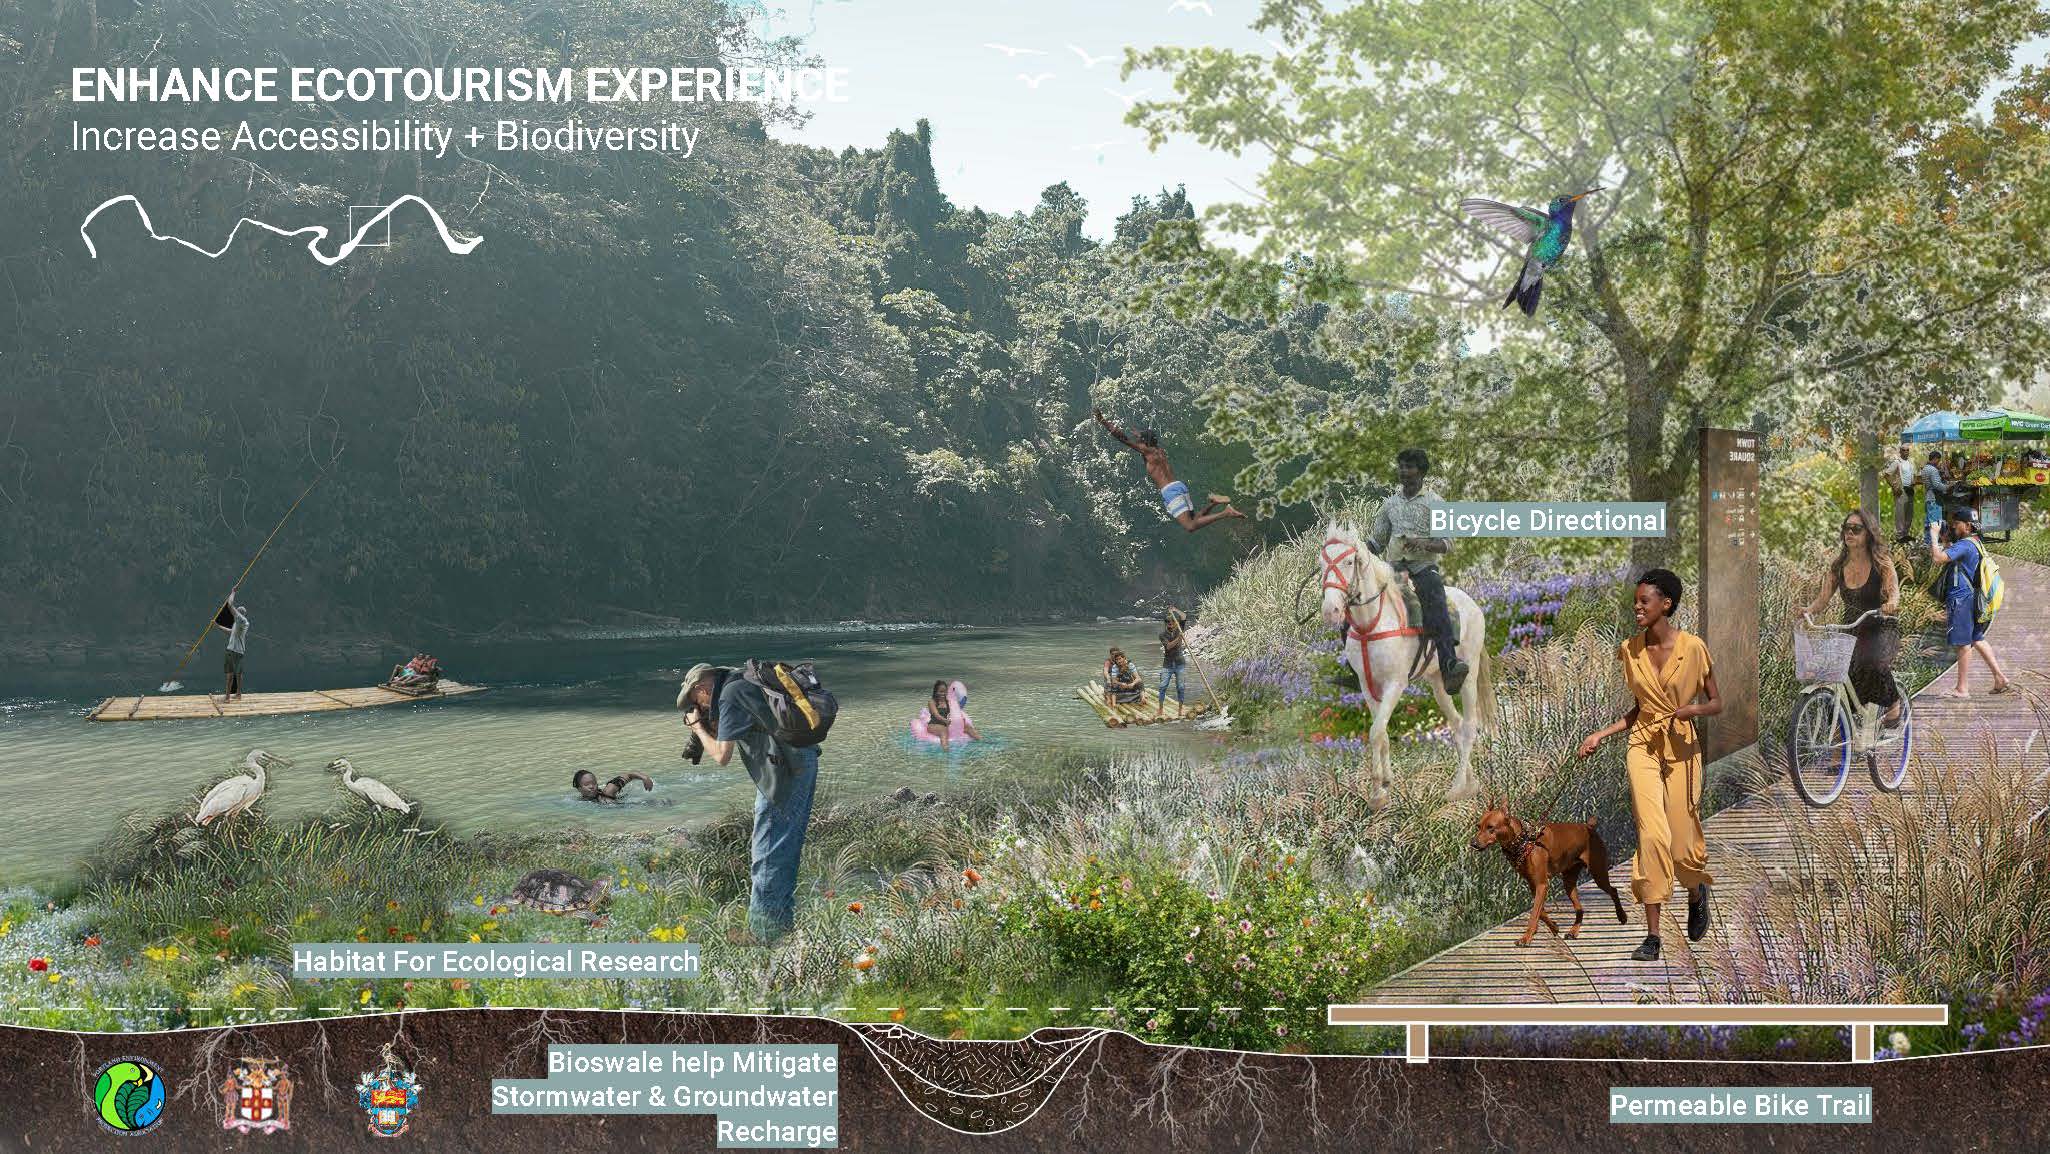 ENHANCE ECOTOURISM EXPERIENCE
Increase Accessibility + Biodiversity
TOWN
SQUARE
Bicycle Directional
Habitat For Ecological Research
Bioswale help Mitigate
Stormwater & Groundwater
Recharge
Permeable Bike Trail